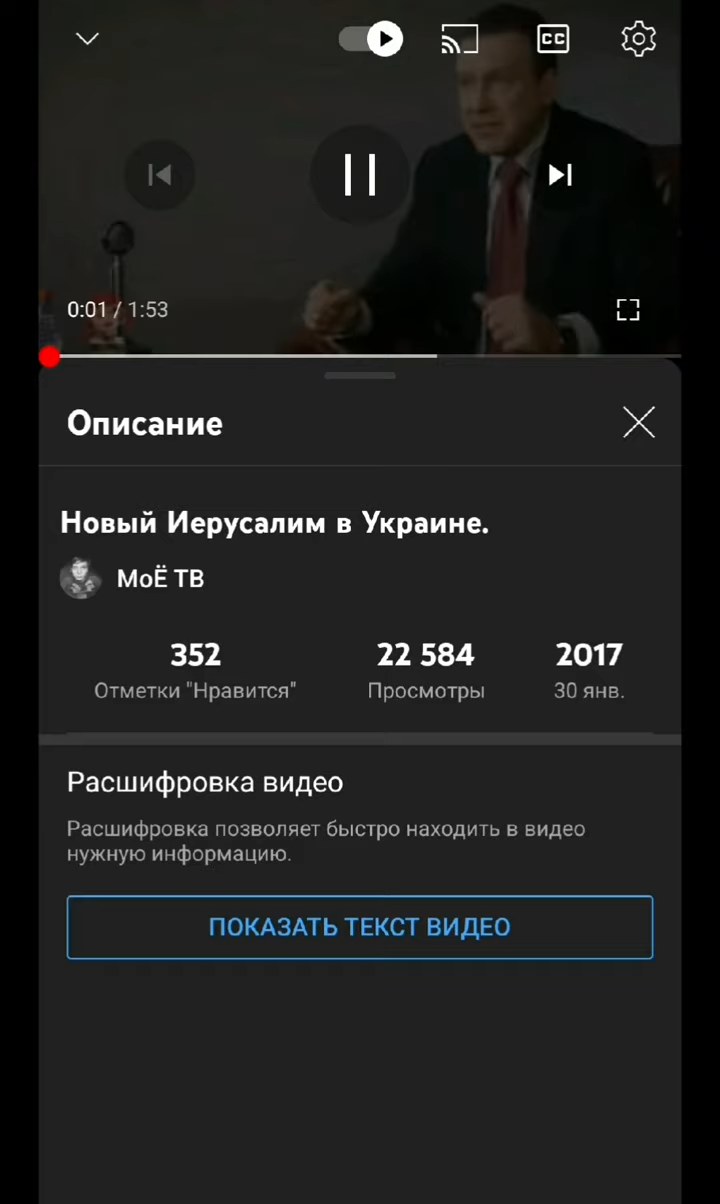 CC
0:01 / 1:53
Описание
Новый Иерусалим в Украине.
МоЁ ТВ
352 22 584 2017
Отметки "Нравится" Просмотры 30 янв.
Расшифровка видео
Расшифровка позволяет быстро находить в видео
нужную информацию.
ПОКАЗАТЬ ТЕКСТ ВИДЕО